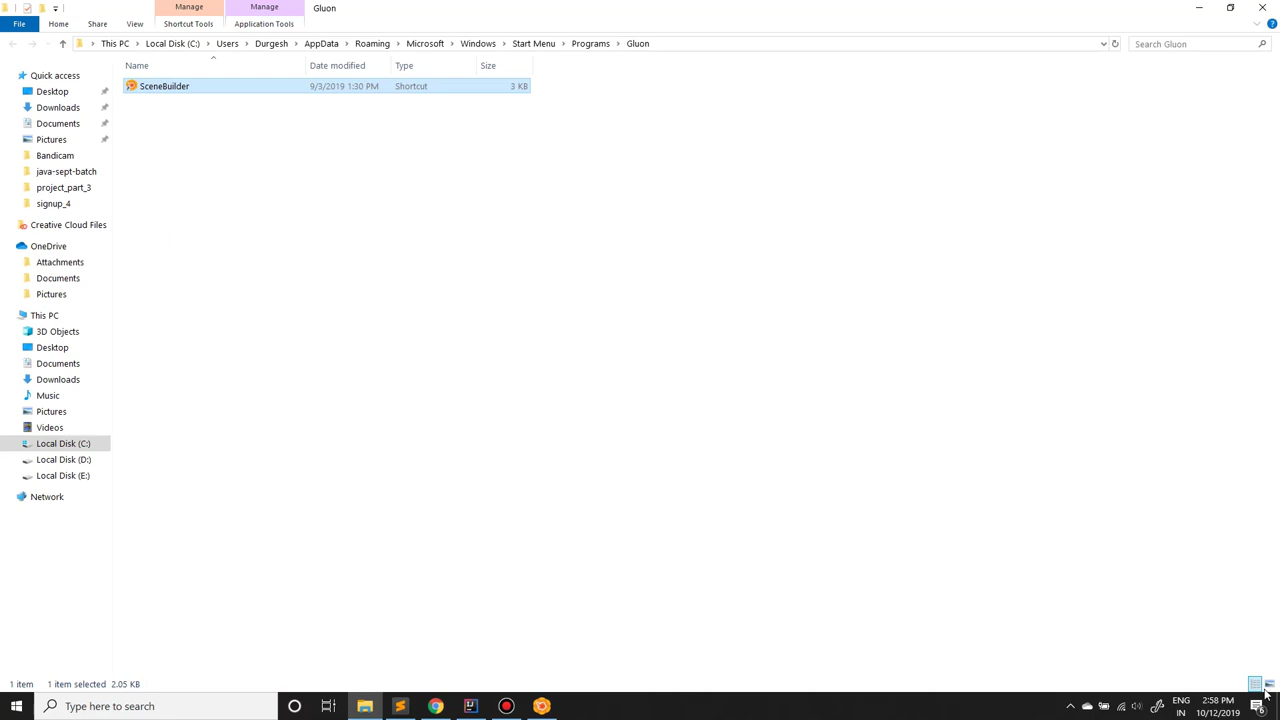 Manage Manage Gluon
File Home Share View Shortcut Tools Application Tools
This PC Local Disk (C:) Users Durgesh AppData Roaming Microsoft Windows Start Menu Programs Gluon Search Gluon
Name Date modified Type Size
SceneBuilder 9/3/2019 1:30 PM Shortcut 3 KB
Quick access
Desktop
Downloads
Documents
Pictures
Bandicam
java-sept-batch
project_part_3
signup_4
Creative Cloud Files
OneDrive
Attachments
Documents
Pictures
This PC
3D Objects
Desktop
Documents
Downloads
Music
Pictures
Videos
Local Disk (C:)
Local Disk (D:)
Local Disk (E:)
Network
1 item 1 item selected 2.05 KB
Type here to search
ENG 2:58 PM
IN 10/12/2019 6